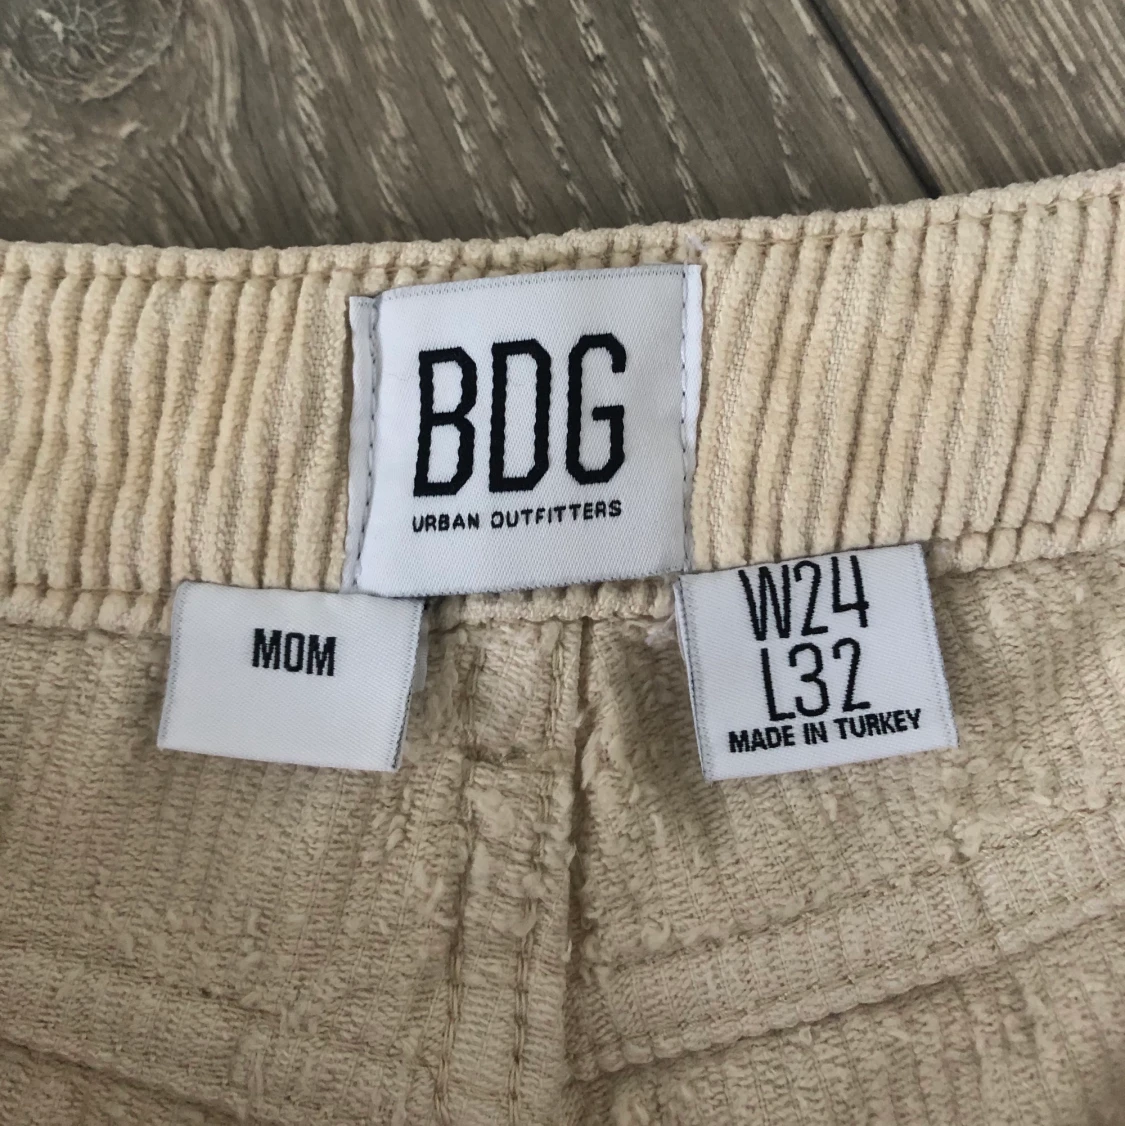 BDG
URBAN OUTFITTERS
MOM
W24
L32
MADE IN TURKEY